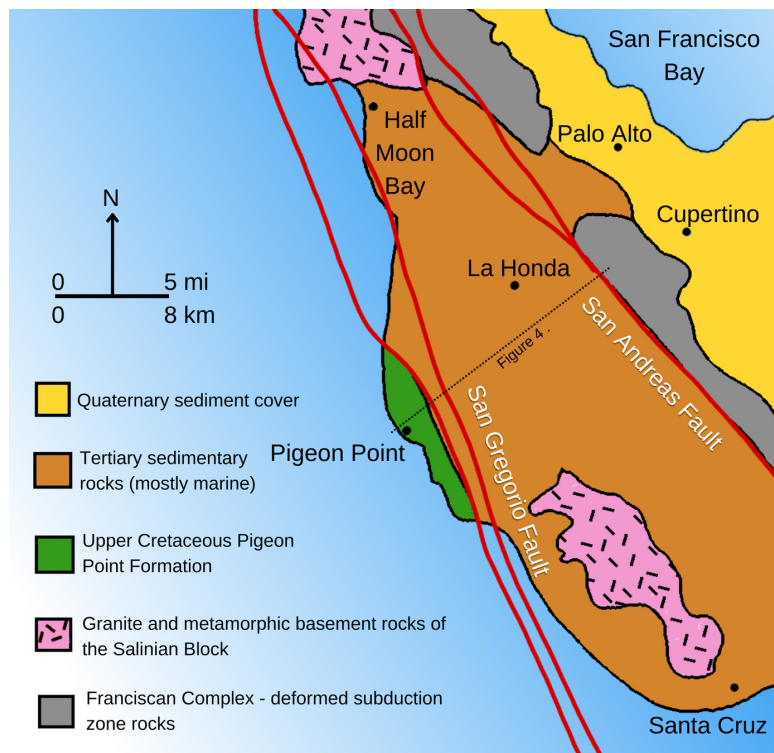 San Francisco
Bay
Palo Alto
Half
Moon
Bay
Cupertino
N
0 5 mi
0 8 km
La Honda
San Andreas Fault
Figure 4 .
San Gregorio Fault
Pigeon Point
Quaternary sediment cover
Tertiary sedimentary
rocks (mostly marine)
Upper Cretaceous Pigeon
Point Formation
Granite and metamorphic basement rocks of
the Salinian Block
Franciscan Complex - deformed subduction
zone rocks
Santa Cruz